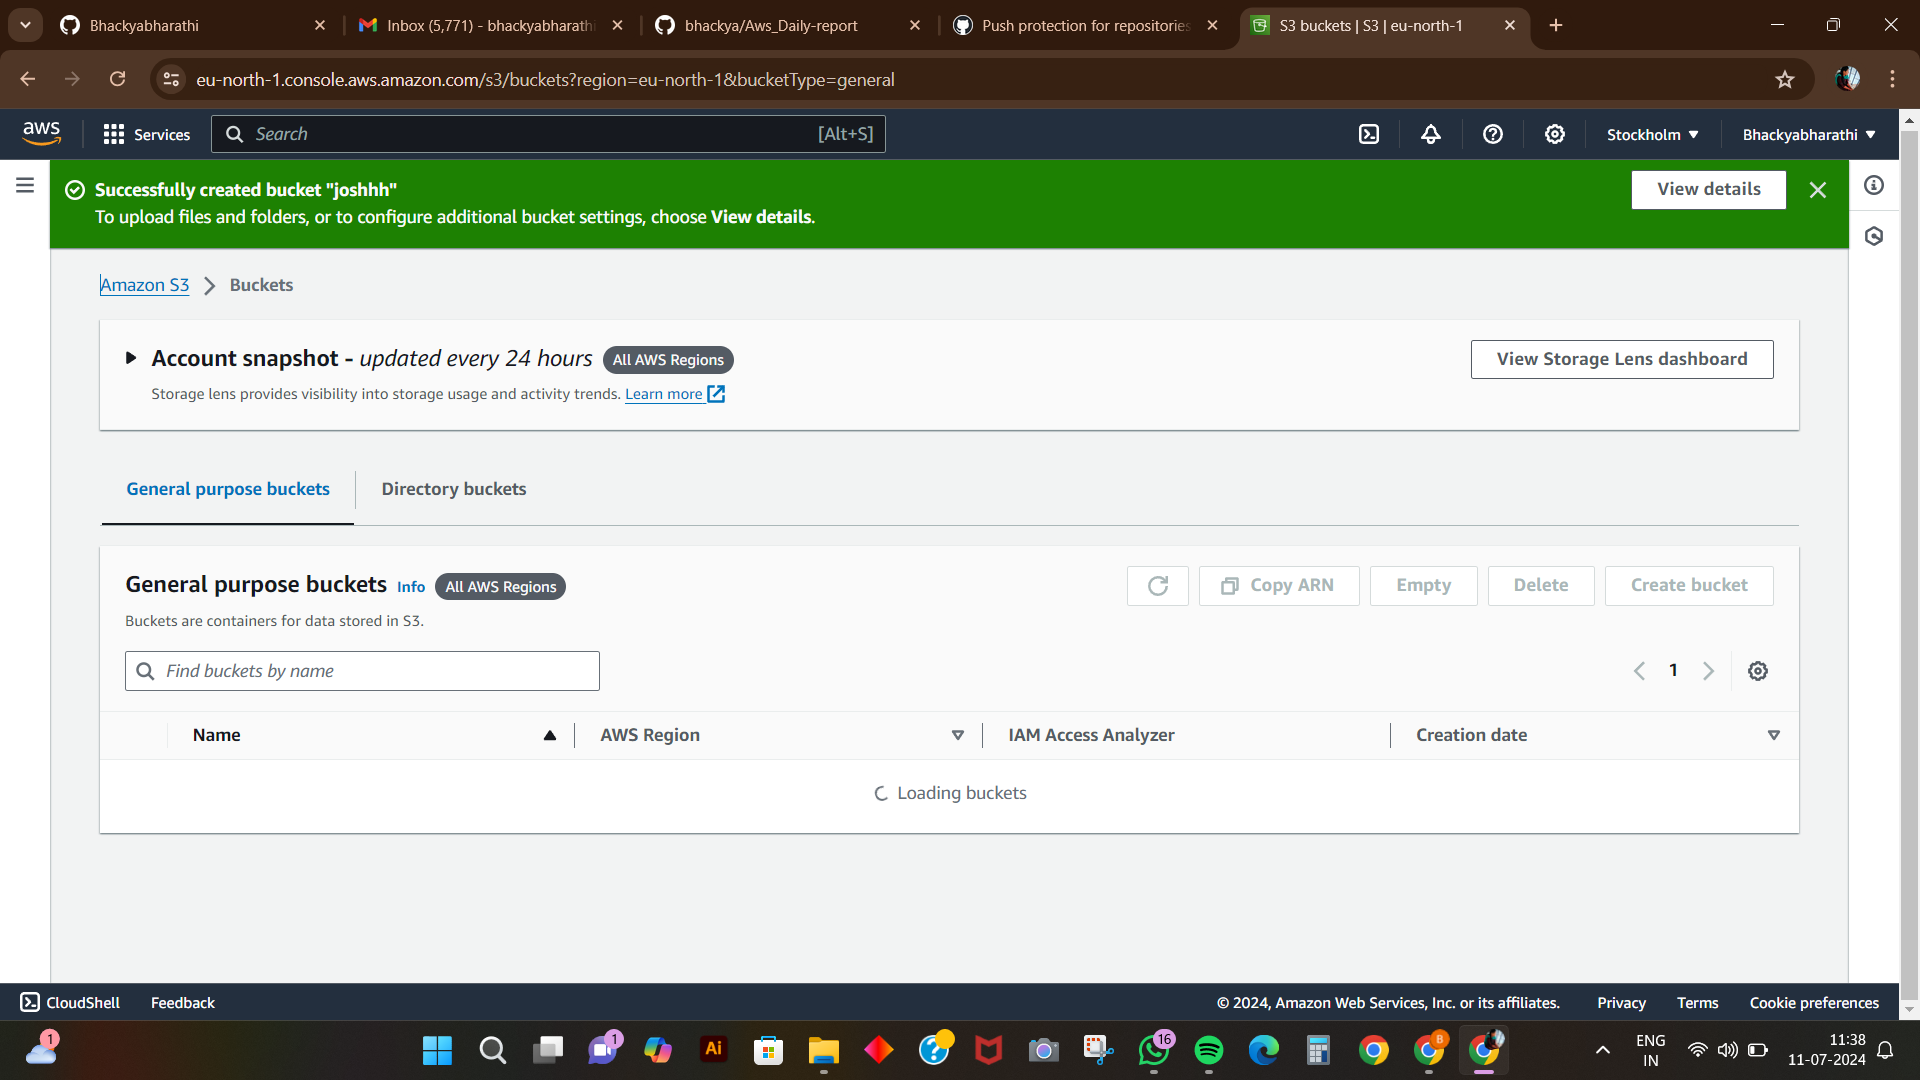 Bhackyabharathi
Inbox (5,771) - bhackyabharathi
bhackya/Aws_Daily-report
Push protection for repositories
S3 buckets | S3 | eu-north-1
eu-north-1.console.aws.amazon.com/s3/buckets?region=eu-north-1&bucketType=general
aws
Services
Search
[Alt+S]
Stockholm
Bhackyabharathi
Successfully created bucket "joshhh"
To upload files and folders, or to configure additional bucket settings, choose View details.
View details
Amazon S3
Buckets
Account snapshot - updated every 24 hours
All AWS Regions
Storage lens provides visibility into storage usage and activity trends. Learn more
View Storage Lens dashboard
General purpose buckets
Directory buckets
General purpose buckets
Info
All AWS Regions
Buckets are containers for data stored in S3.
Copy ARN
Empty
Delete
Create bucket
Find buckets by name
1
Name
AWS Region
IAM Access Analyzer
Creation date
Loading buckets
CloudShell
Feedback
© 2024, Amazon Web Services, Inc. or its affiliates.
Privacy
Terms
Cookie preferences
1
1
Ai
16
B
ENG
IN
11:38
11-07-2024